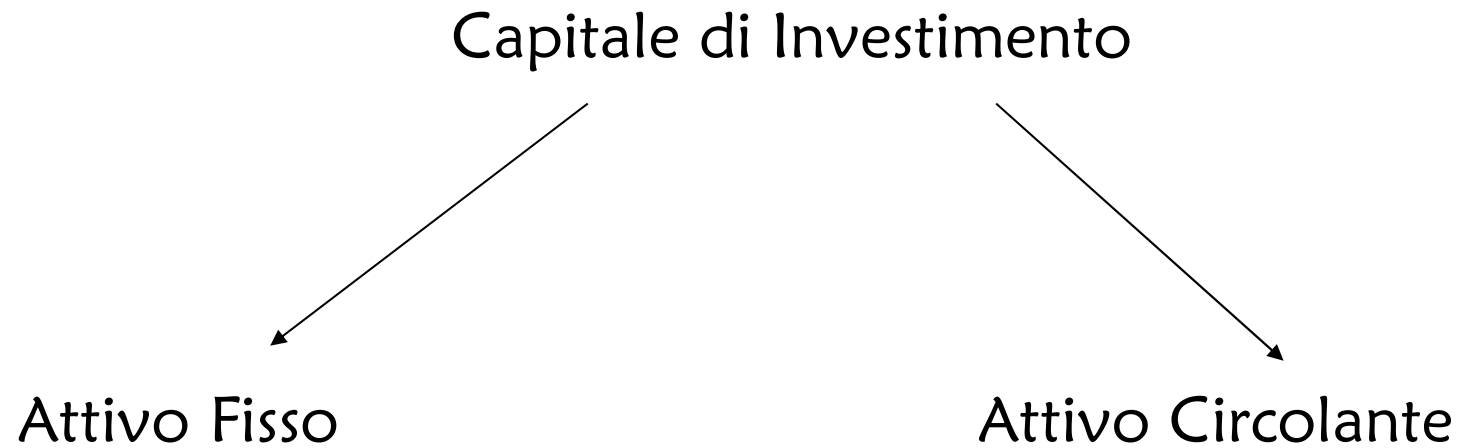 Capitale di Investimento
Attivo Fisso
Attivo Circolante